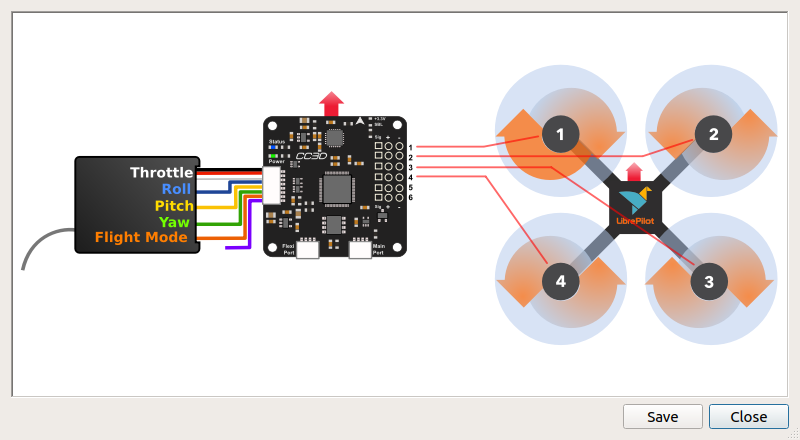 Throttle
Roll
Pitch
Yaw
Flight Mode
+3.3V
Sig + -
Status
Power
CC3D
1
2
3
4
5
6
Sig + -
Flexi
Port
Main
Port
1
2
LibrePilot
4
3
Save
Close